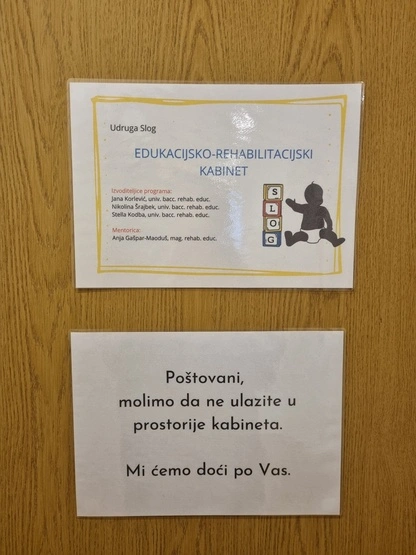 Udruga Slog
EDUKACIJSKO-REHABILITACIJSKI
KABINET
Izvoditeljice programa:
Jana Korlević, univ. bacc. rehab. educ.
Nikolina Šrajbek, univ. bacc. rehab. educ.
Stella Kodba, univ. bacc. rehab. educ.
Mentorica:
Anja Gašpar-Maoduš, mag. rehab. educ.
S
L
O
G
Poštovani,
molimo da ne ulazite u
prostorije kabineta.
Mi ćemo doći po Vas.